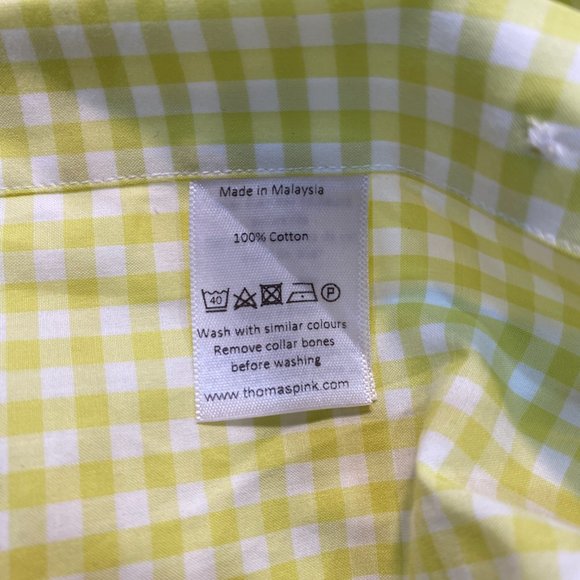 Made in Malaysia
100% Cotton
40 P
Wash with similar colours
Remove collar bones
before washing
www.thomaspink.com